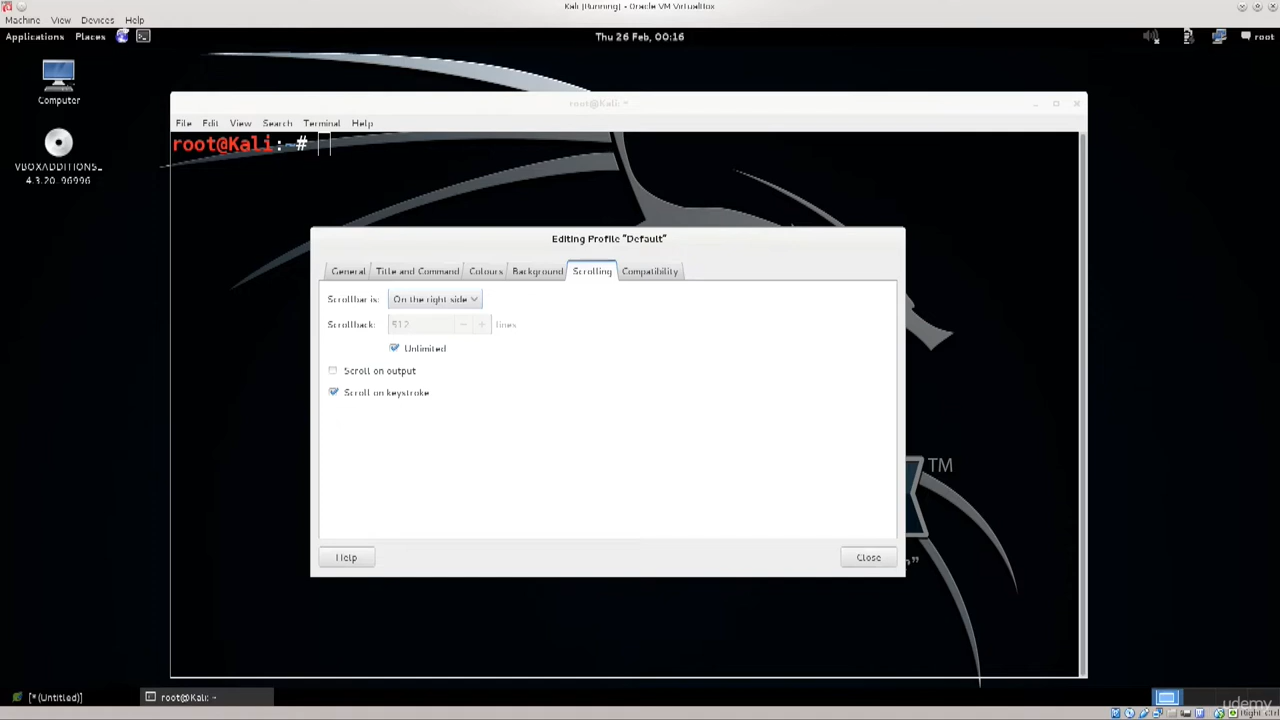 Kali [Running] - Oracle VM VirtualBox
Machine View Devices Help
Applications Places Thu 26 Feb, 00:16 root
Computer
VBOXADDITIONS_
4.3.20_96996
root@Kali: ~
File Edit View Search Terminal Help
root@Kali:~#
Editing Profile "Default"
General Title and Command Colours Background Scrolling Compatibility
Scrollbar is: On the right side
Scrollback: 512 lines
Unlimited
Scroll on output
Scroll on keystroke
TM
Help Close
[*(Untitled)] root@Kali: ~
udemy
Right Ctrl